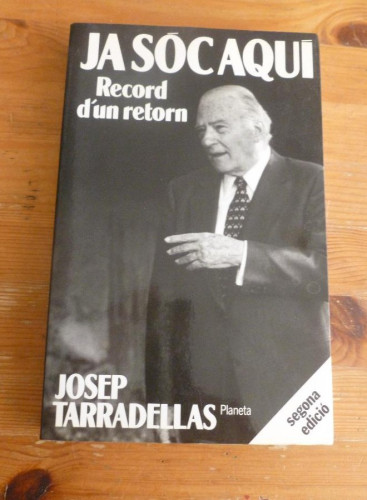 JA SÓC AQUÍ
Record
d'un retorn
JOSEP
TARRADELLAS
Planeta
segona
edició